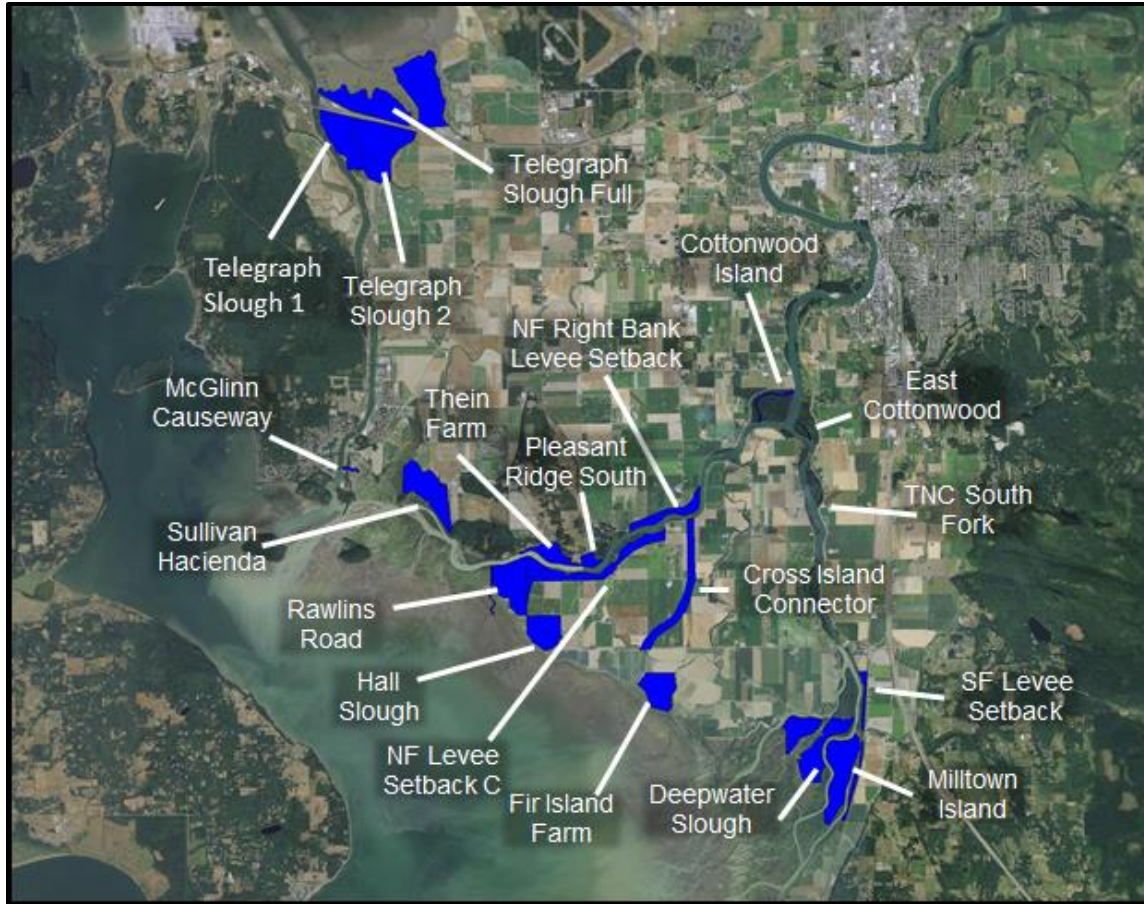 Telegraph
Slough Full
Telegraph
Slough 1
Telegraph
Slough 2
Cottonwood
Island
NF Right Bank
Levee Setback
East
Cottonwood
McGlinn
Causeway
Thein
Farm
Pleasant
Ridge South
TNC South
Fork
Sullivan
Hacienda
Cross Island
Connector
Rawlins
Road
Hall
Slough
SF Levee
Setback
NF Levee
Setback C
Fir Island
Farm
Deepwater
Slough
Milltown
Island